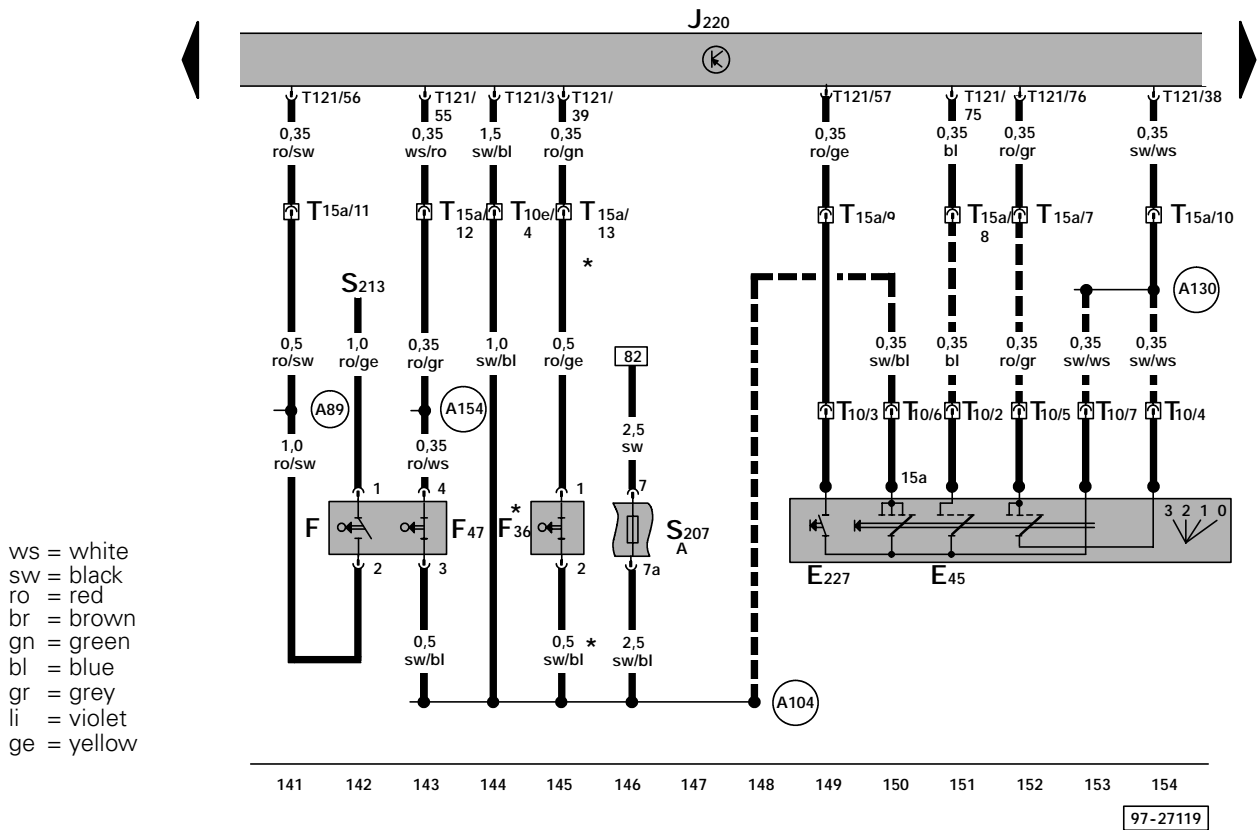 J220
T121/56
T121/
55
T121/3
T121/
39
T121/57
T121/
75
T121/76
T121/38
0,35
ro/sw
0,35
ws/ro
1,5
sw/bl
0,35
ro/gn
0,35
ro/ge
0,35
bl
0,35
ro/gr
0,35
sw/ws
T15a/11
T15a/
12
T10e/
4
T15a/
13
T15a/9
T15a/
8
T15a/7
T15a/10
*
S213
A130
0,5
ro/sw
1,0
ro/ge
0,35
ro/gr
1,0
sw/bl
0,5
ro/ge
82
0,35
sw/bl
0,35
bl
0,35
ro/gr
0,35
sw/ws
0,35
sw/ws
A89
A154
T10/3
T10/6
T10/2
T10/5
T10/7
T10/4
1,0
ro/sw
0,35
ro/ws
2,5
sw
1
4
1
7
15a
F
F47
*
F36
S207
A
3 2 1 0
2
3
2
7a
E227
E45
ws = white
sw = black
ro = red
br = brown
gn = green
bl = blue
gr = grey
li = violet
ge = yellow
0,5
sw/bl
0,5 *
sw/bl
2,5
sw/bl
A104
141 142 143 144 145 146 147 148 149 150 151 152 153 154
97-27119